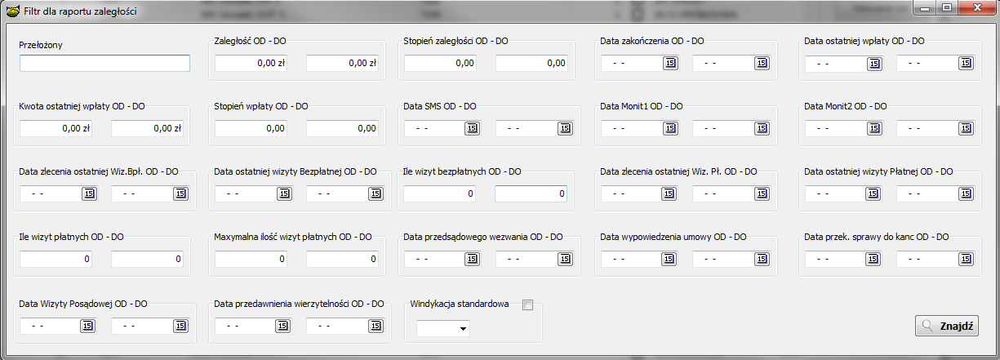 Filtr dla raportu zaległości
Przełożony
Zaległość OD - DO
0,00 zł 0,00 zł
Stopień zaległości OD - DO
0,00 0,00
Data zakończenia OD - DO
- - 15 - - 15
Data ostatniej wpłaty OD - DO
- - 15 - - 15
Kwota ostatniej wpłaty OD - DO
0,00 zł 0,00 zł
Stopień wpłaty OD - DO
0,00 0,00
Data SMS OD - DO
- - 15 - - 15
Data Monit1 OD - DO
- - 15 - - 15
Data Monit2 OD - DO
- - 15 - - 15
Data zlecenia ostatniej Wiz.Bpł. OD - DO
- - 15 - - 15
Data ostatniej wizyty Bezpłatnej OD - DO
- - 15 - - 15
Ile wizyt bezpłatnych OD - DO
0 0
Data zlecenia ostatniej Wiz. Pł. OD - DO
- - 15 - - 15
Data ostatniej wizyty Płatnej OD - DO
- - 15 - - 15
Ile wizyt płatnych OD - DO
0 0
Maxymalna ilość wizyt płatnych OD - DO
0 0
Data przedsądowego wezwania OD - DO
- - 15 - - 15
Data wypowiedzenia umowy OD - DO
- - 15 - - 15
Data przek. sprawy do kanc OD - DO
- - 15 - - 15
Data Wizyty Posądowej OD - DO
- - 15 - - 15
Data przedawnienia wierzytelności OD - DO
- - 15 - - 15
Windykacja standardowa
Znajdź